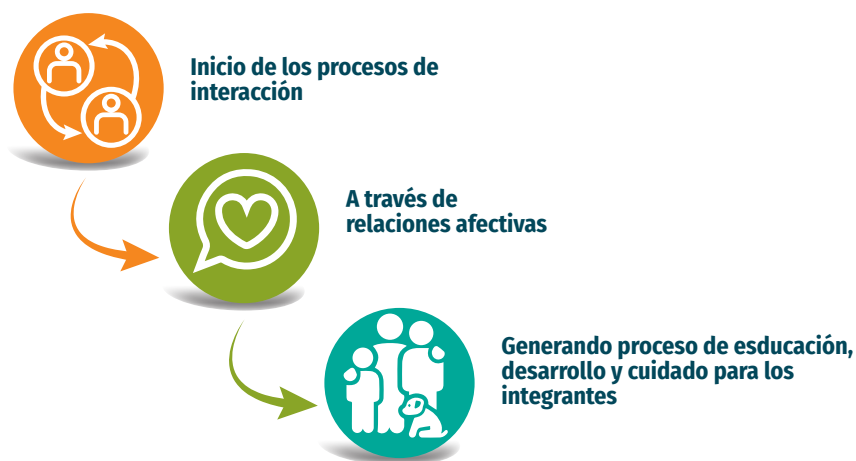 Inicio de los procesos de
interacción
A través de
relaciones afectivas
Generando proceso de esducación,
desarrollo y cuidado para los
integrantes